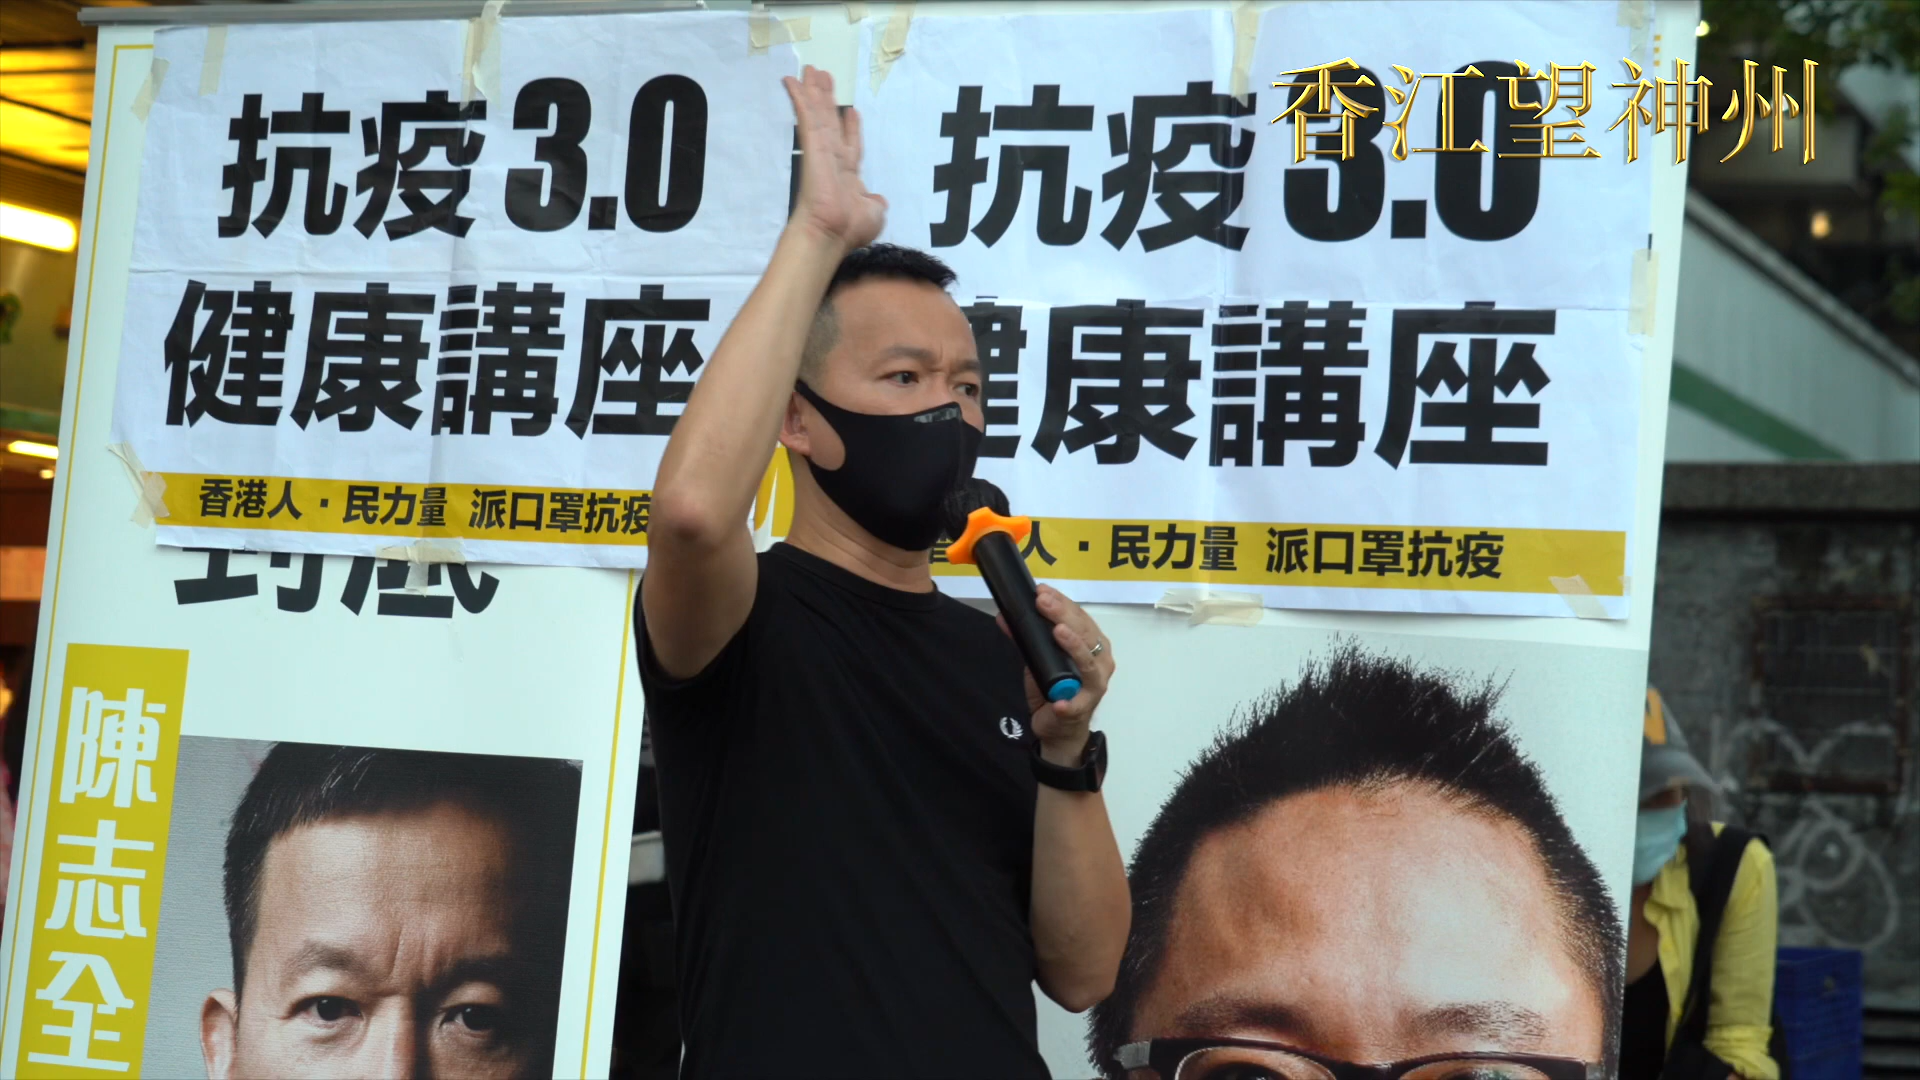 香江望神州
抗疫3.0
健康講座
香港人·民力量 派口罩抗疫
抗疫3.0
健康講座
人·民力量 派口罩抗疫
陳志全